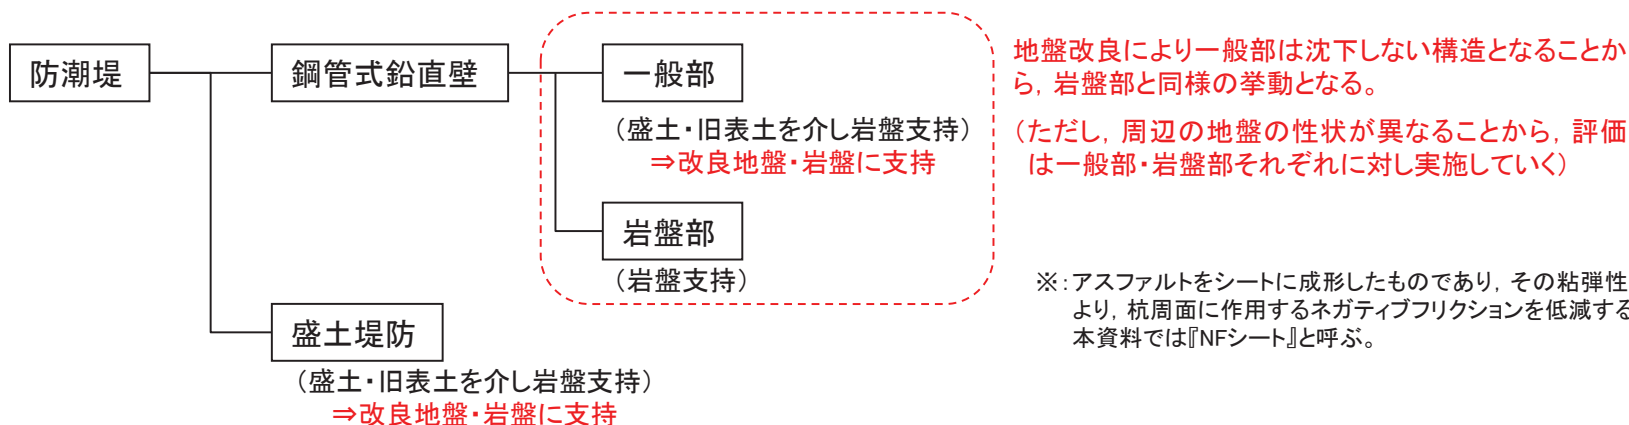 防潮堤
鋼管式鉛直壁
一般部
（盛土・旧表土を介し岩盤支持）
⇒改良地盤・岩盤に支持
岩盤部
（岩盤支持）
盛土堤防
（盛土・旧表土を介し岩盤支持）
⇒改良地盤・岩盤に支持
地盤改良により一般部は沈下しない構造となることか
ら，岩盤部と同様の挙動となる。
（ただし，周辺の地盤の性状が異なることから，評価
は一般部・岩盤部それぞれに対し実施していく）
※：アスファルトをシートに成形したものであり，その粘弾性
より，杭周面に作用するネガティブフリクションを低減する
本資料では『NFシート』と呼ぶ。